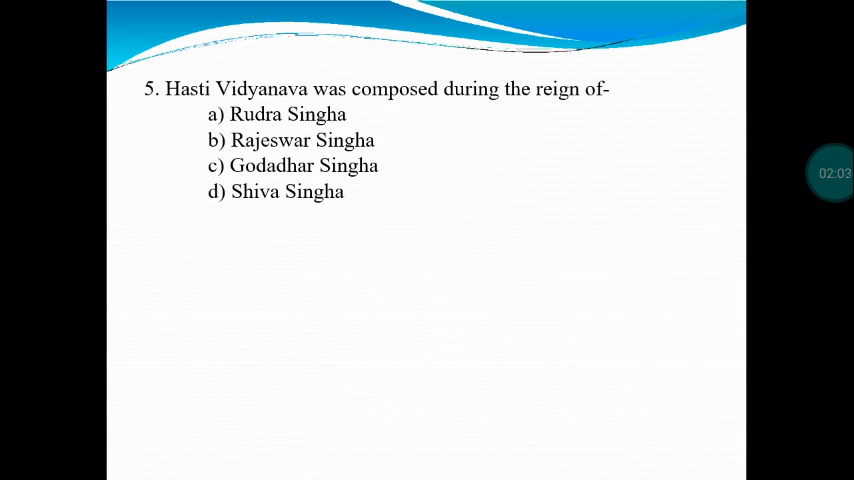 5. Hasti Vidyanava was composed during the reign of-
a) Rudra Singha
b) Rajeswar Singha
c) Godadhar Singha
d) Shiva Singha
02:03